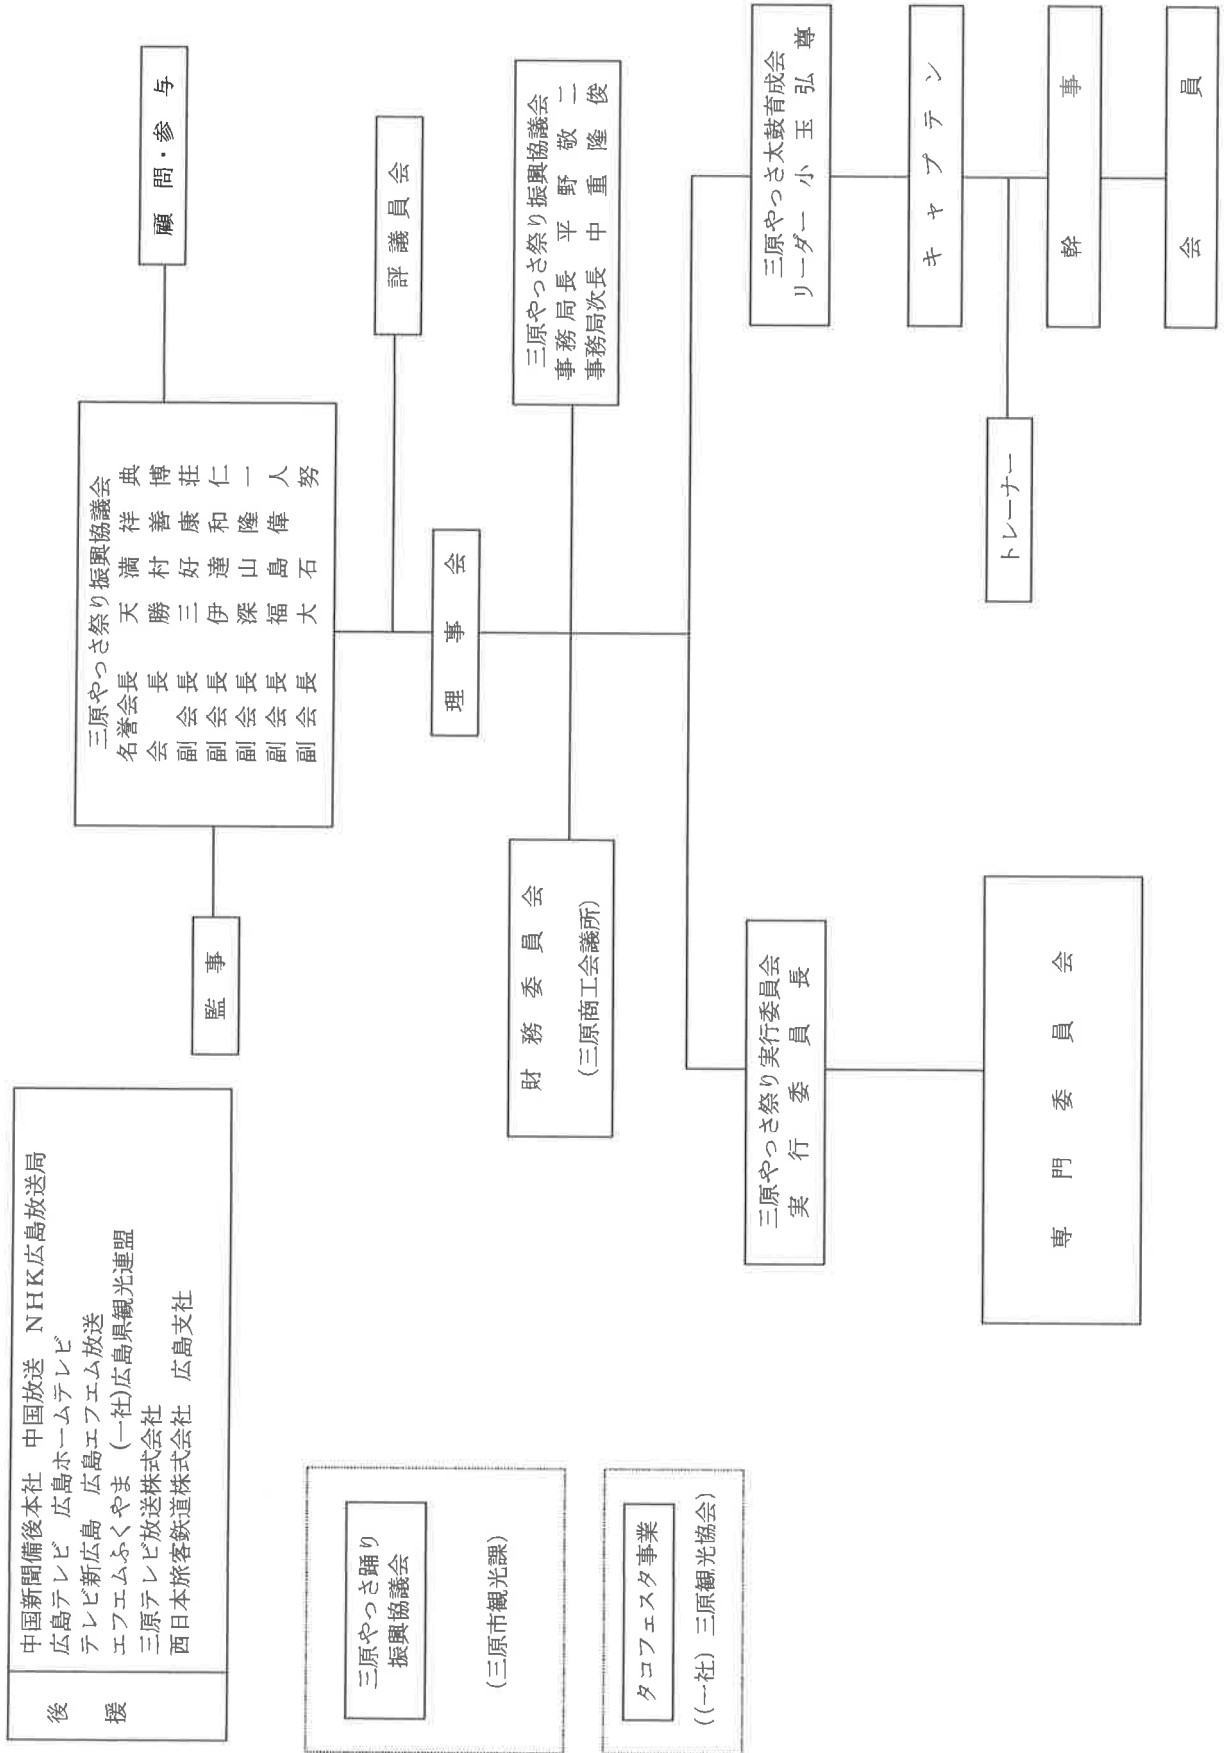 後援
中国新聞備後本社　中国放送　NHK広島放送局
広島テレビ　広島ホームテレビ
テレビ新広島　広島エフエム放送
エフエムふくやま　(一社)広島県観光連盟
三原テレビ放送株式会社
西日本旅客鉄道株式会社　広島支社
三原やっさ祭り振興協議会
名誉会長　天満祥典
会長　勝村善博
副会長　三好康荘
副会長　伊達和仁
副会長　深山隆一
副会長　福島偉人
副会長　大石努
監事
顧問・参与
評議員会
理事会
財務委員会
(三原商工会議所)
三原やっさ祭り振興協議会
事務局長　平野敬二
事務局次長　中重隆俊
三原やっさ踊り
振興協議会
(三原市観光課)
タコフェスタ事業
((一社) 三原観光協会)
三原やっさ祭り実行委員会
実行委員長
専門委員会
三原やっさ太鼓育成会
リーダー　小玉弘尊
キャプテン
トレーナー
幹事
会員